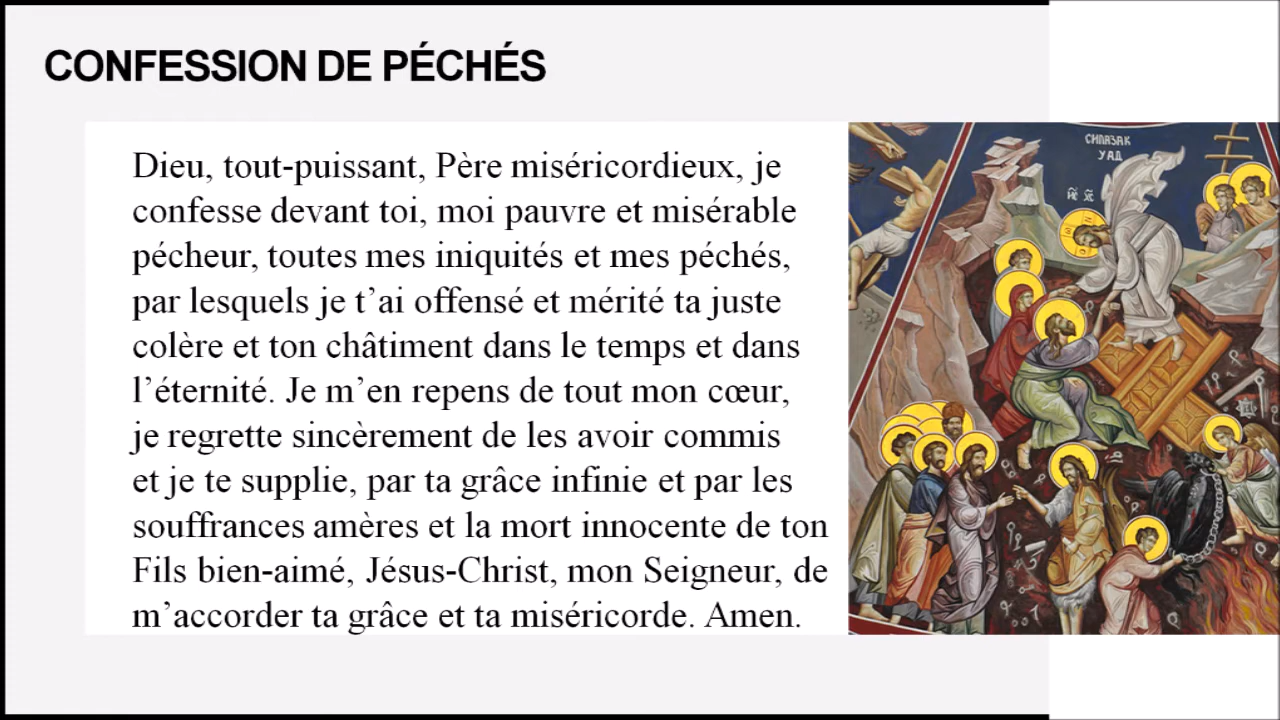 CONFESSION DE PÉCHÉS
Dieu, tout-puissant, Père miséricordieux, je
confesse devant toi, moi pauvre et misérable
pécheur, toutes mes iniquités et mes péchés,
par lesquels je t’ai offensé et mérité ta juste
colère et ton châtiment dans le temps et dans
l’éternité. Je m’en repens de tout mon cœur,
je regrette sincèrement de les avoir commis
et je te supplie, par ta grâce infinie et par les
souffrances amères et la mort innocente de ton
Fils bien-aimé, Jésus-Christ, mon Seigneur, de
m’accorder ta grâce et ta miséricorde. Amen.
СИЛАЗАК
У АД